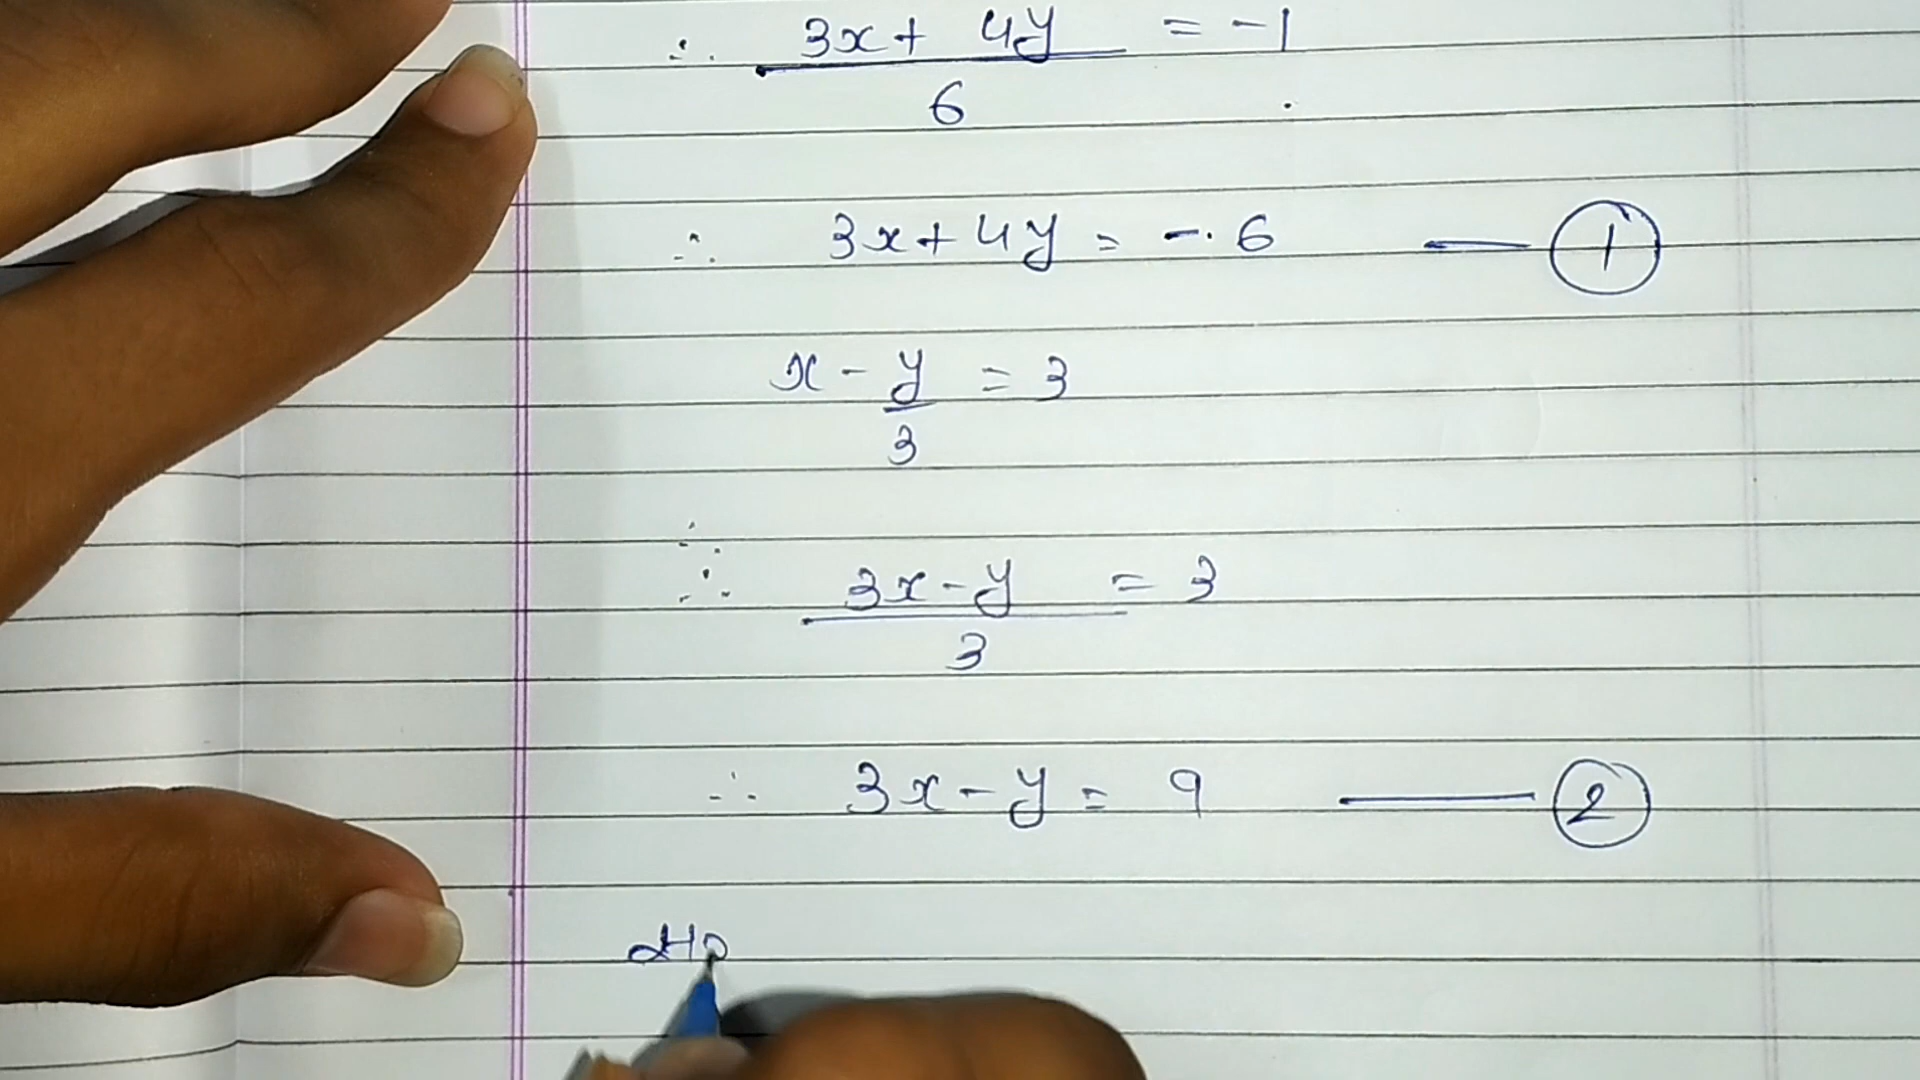 ∴ (3x + 4y)/6 = -1
∴ 3x + 4y = -6 — ①
x - y/3 = 3
∴ (3x - y)/3 = 3
∴ 3x - y = 9 — ②